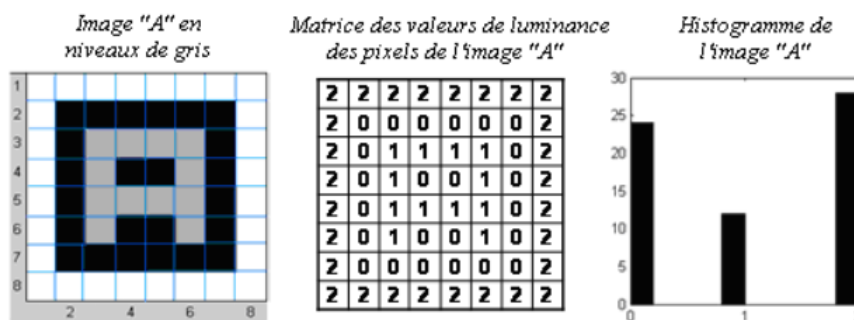 Image "A" en
niveaux de gris
1
2
3
4
5
6
7
8
2 4 6 8
Matrice des valeurs de luminance
des pixels de l'image "A"
2 2 2 2 2 2 2 2
2 0 0 0 0 0 0 2
2 0 1 1 1 1 0 2
2 0 1 0 0 1 0 2
2 0 1 1 1 1 0 2
2 0 1 0 0 1 0 2
2 0 0 0 0 0 0 2
2 2 2 2 2 2 2 2
Histogramme de
l'image "A"
30
25
20
15
10
5
0
0 1